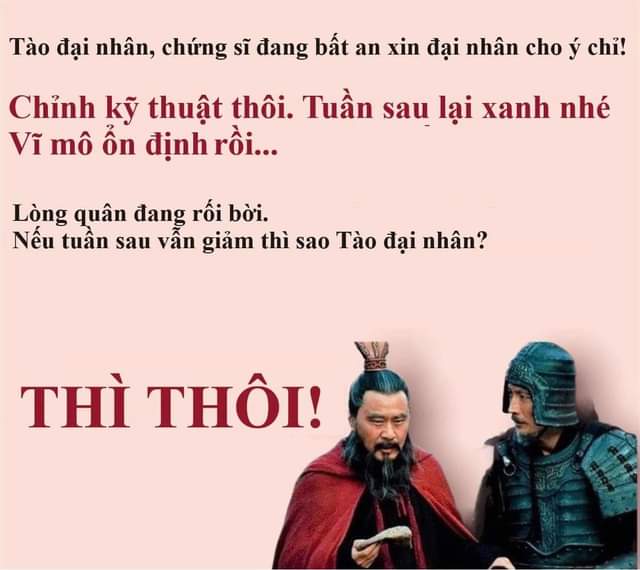 Tào đại nhân, chứng sĩ đang bất an xin đại nhân cho ý chỉ!
Chỉnh kỹ thuật thôi. Tuần sau lại xanh nhé
Vĩ mô ổn định rồi...
Lòng quân đang rối bời.
Nếu tuần sau vẫn giảm thì sao Tào đại nhân?
THÌ THÔI!